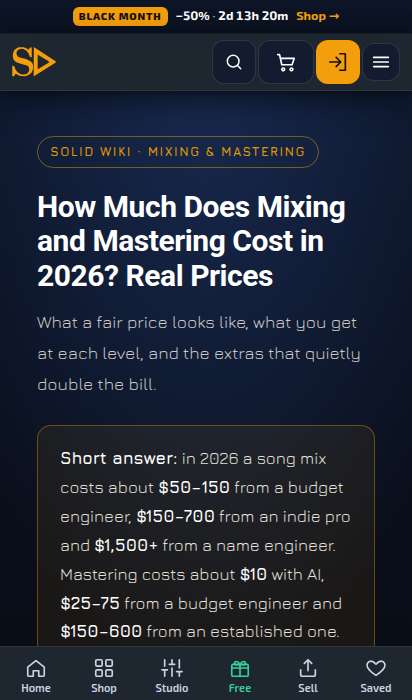 BLACK MONTH −50% · 2d 13h 20m Shop →
SD
SOLID WIKI · MIXING & MASTERING
How Much Does Mixing
and Mastering Cost in
2026? Real Prices
What a fair price looks like, what you get
at each level, and the extras that quietly
double the bill.
Short answer: in 2026 a song mix
costs about $50–150 from a budget
engineer, $150–700 from an indie pro
and $1,500+ from a name engineer.
Mastering costs about $10 with AI,
$25–75 from a budget engineer and
$150–600 from an established one.
Home Shop Studio Free Sell Saved